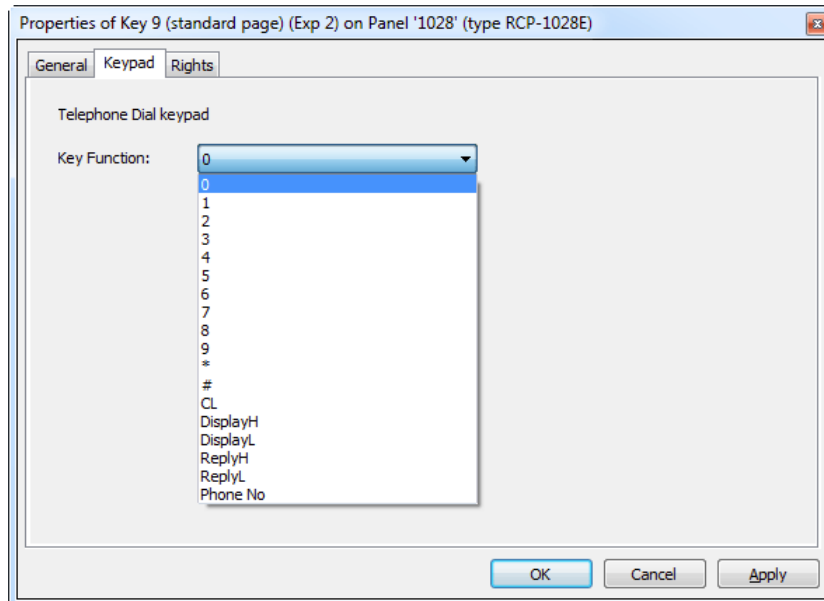 Properties of Key 9 (standard page) (Exp 2) on Panel '1028' (type RCP-1028E)
General Keypad Rights
Telephone Dial keypad
Key Function: 0
0
1
2
3
4
5
6
7
8
9
*
#
CL
DisplayH
DisplayL
ReplyH
ReplyL
Phone No
OK Cancel Apply